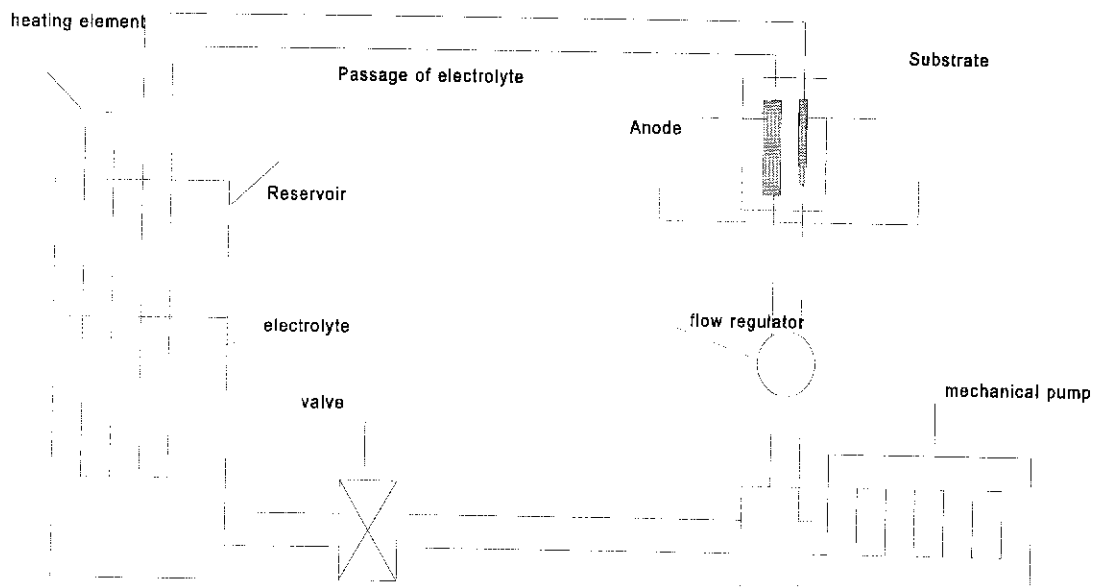 heating element
Substrate
Passage of electrolyte
Anode
Reservoir
electrolyte
flow regulator
valve
mechanical pump